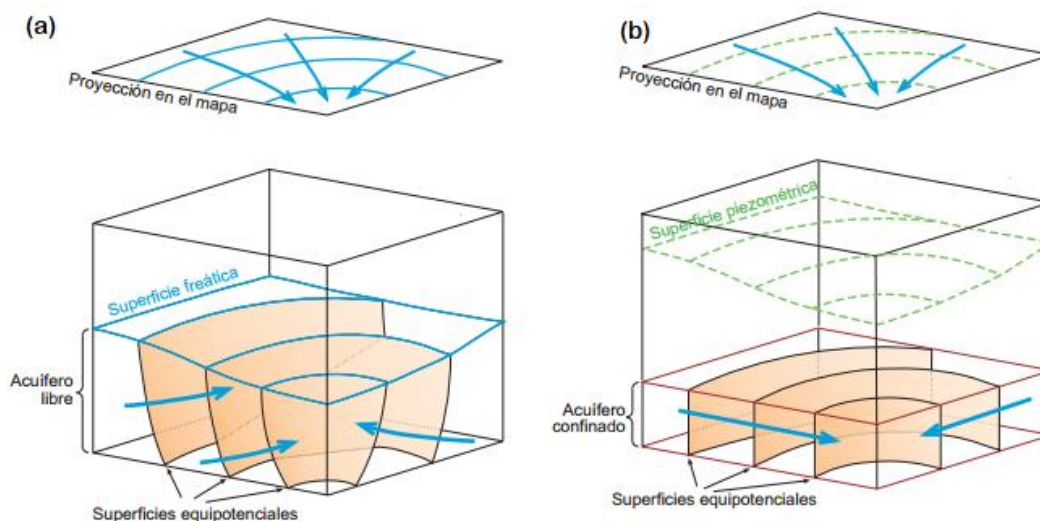 (a)
Proyección en el mapa
Superficie freática
Acuífero
libre
Superficies equipotenciales
(b)
Proyección en el mapa
Superficie piezométrica
Acuífero
confinado
Superficies equipotenciales